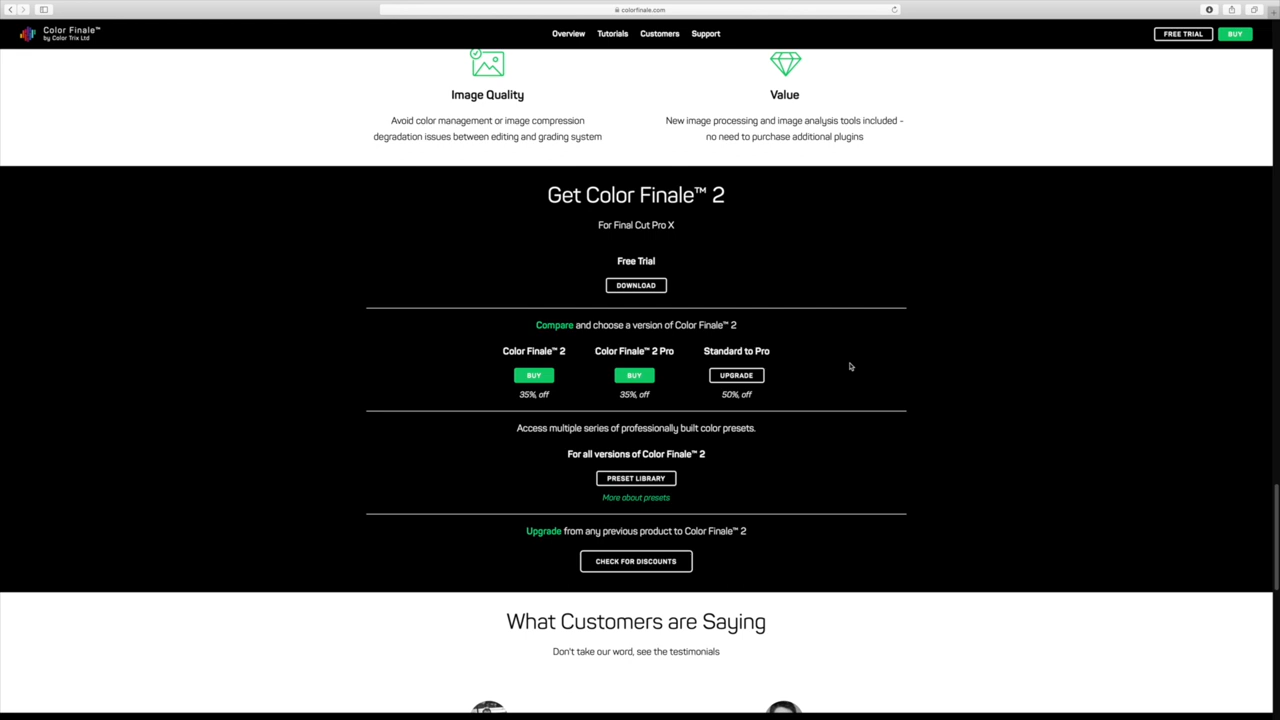 colorfinale.com
Color Finale™
by Color Trix Ltd
Overview Tutorials Customers Support
FREE TRIAL BUY
Image Quality
Avoid color management or image compression
degradation issues between editing and grading system
Value
New image processing and image analysis tools included -
no need to purchase additional plugins
Get Color Finale™ 2
For Final Cut Pro X
Free Trial
DOWNLOAD
Compare and choose a version of Color Finale™ 2
Color Finale™ 2 Color Finale™ 2 Pro Standard to Pro
BUY BUY UPGRADE
35%, off 35%, off 50%, off
Access multiple series of professionally built color presets.
For all versions of Color Finale™ 2
PRESET LIBRARY
More about presets
Upgrade from any previous product to Color Finale™ 2
CHECK FOR DISCOUNTS
What Customers are Saying
Don't take our word, see the testimonials